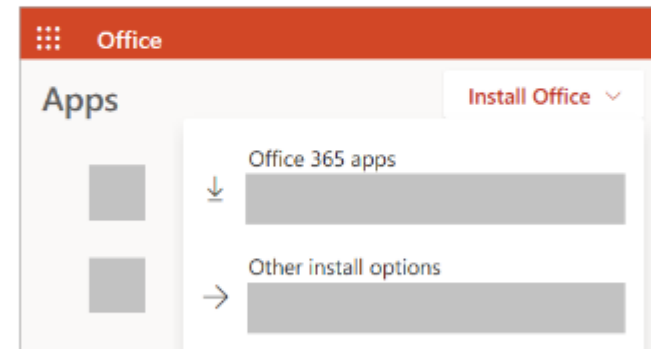 Office
Apps
Install Office
Office 365 apps
Other install options